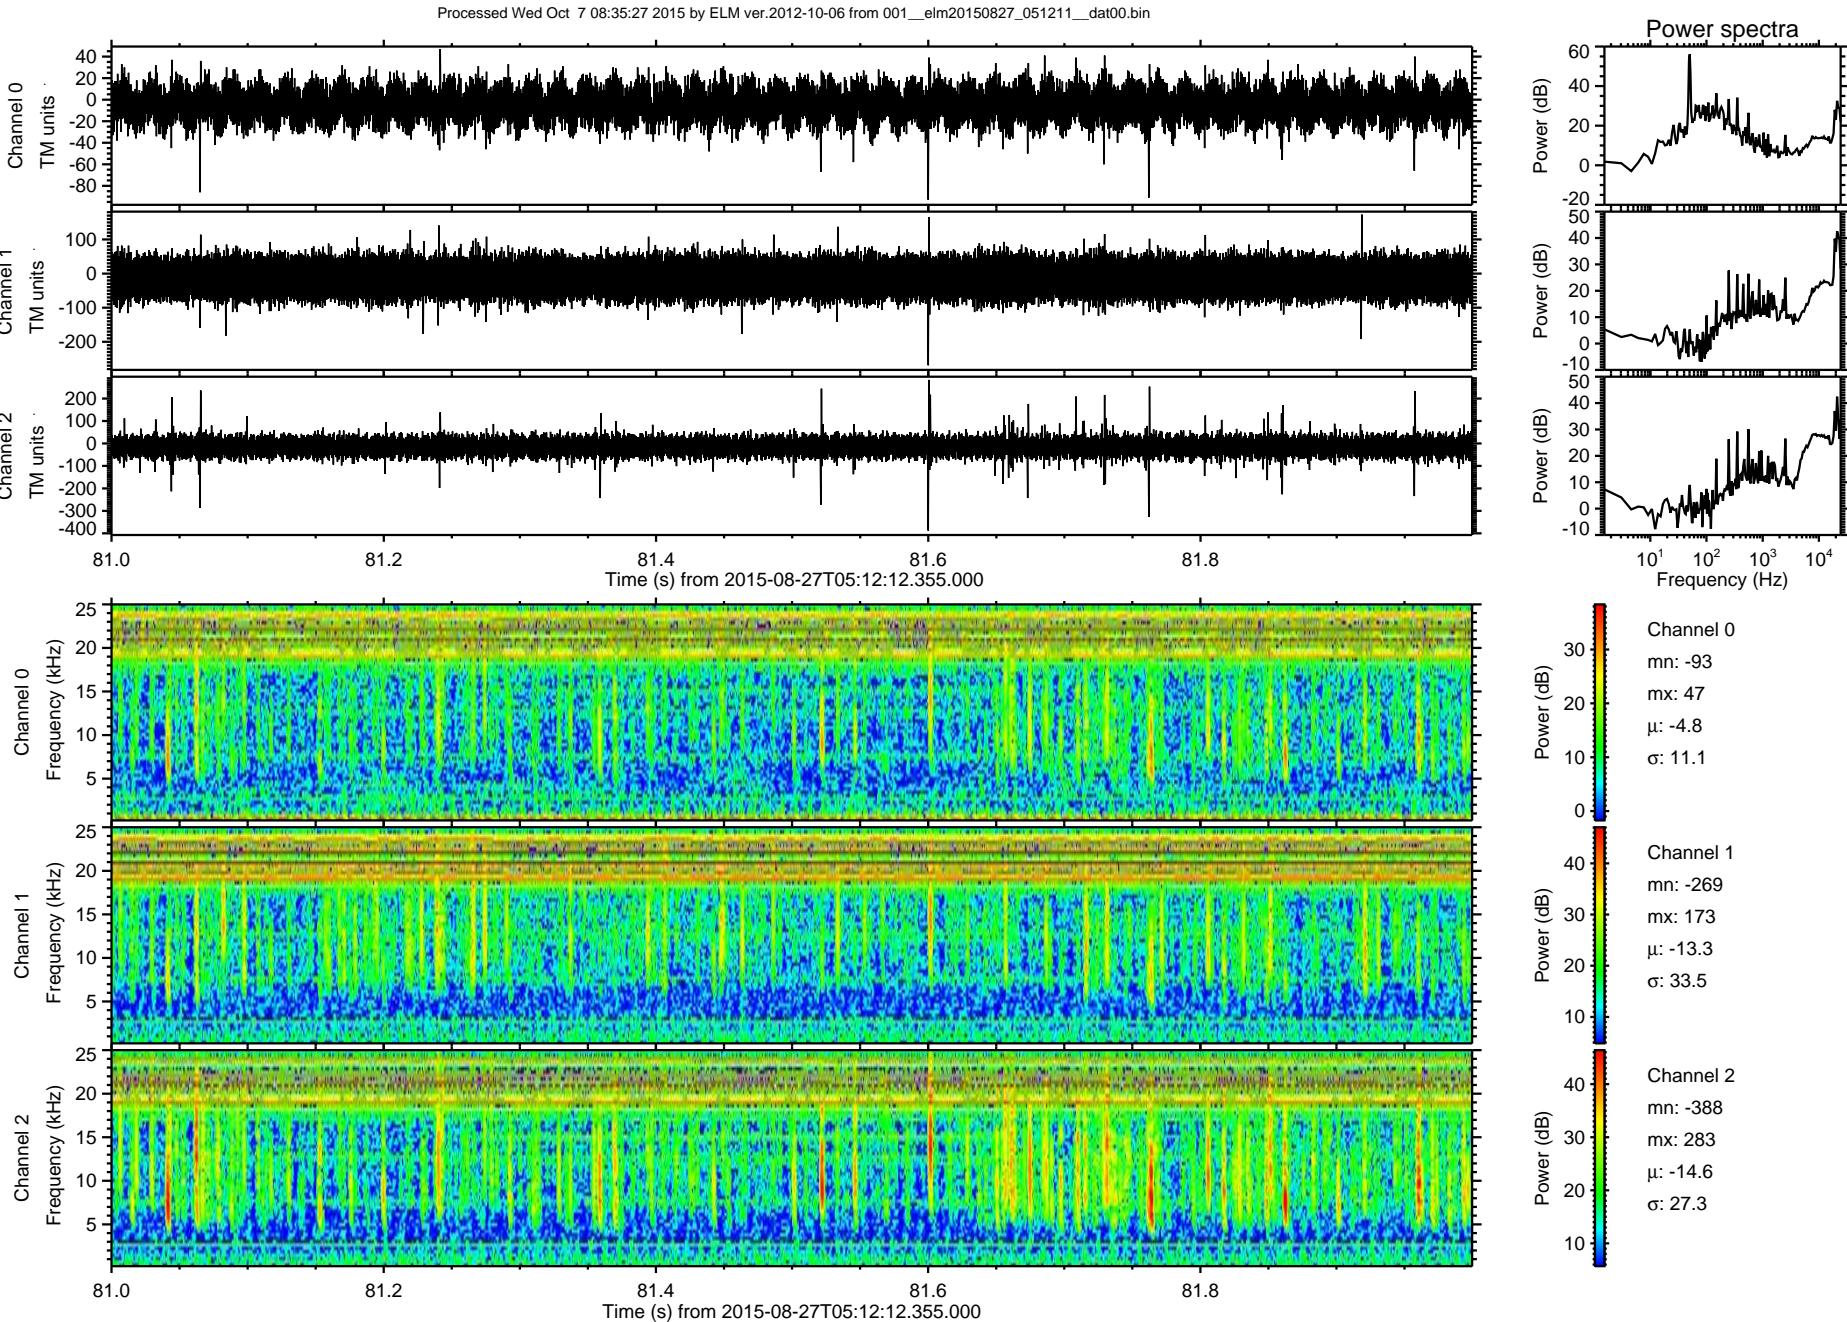 Processed Wed Oct  7 08:35:27 2015 by ELM ver.2012-10-06 from 001__elm20150827_051211__dat00.bin
Power spectra
Channel 0
TM units
40
20
0
-20
-40
-60
-80
Power (dB)
60
40
20
0
-20
Channel 1
TM units
100
0
-100
-200
Power (dB)
50
40
30
20
10
0
-10
Channel 2
TM units
200
100
0
-100
-200
-300
-400
Power (dB)
50
40
30
20
10
0
-10
81.0 81.2 81.4 81.6 81.8
Time (s) from 2015-08-27T05:12:12.355.000
10¹ 10² 10³ 10⁴
Frequency (Hz)
Channel 0
Frequency (kHz)
25
20
15
10
5
Power (dB)
30
20
10
0
Channel 0
mn: -93
mx: 47
μ: -4.8
σ: 11.1
Channel 1
Frequency (kHz)
25
20
15
10
5
Power (dB)
40
30
20
10
Channel 1
mn: -269
mx: 173
μ: -13.3
σ: 33.5
Channel 2
Frequency (kHz)
25
20
15
10
5
Power (dB)
40
30
20
10
Channel 2
mn: -388
mx: 283
μ: -14.6
σ: 27.3
81.0 81.2 81.4 81.6 81.8
Time (s) from 2015-08-27T05:12:12.355.000